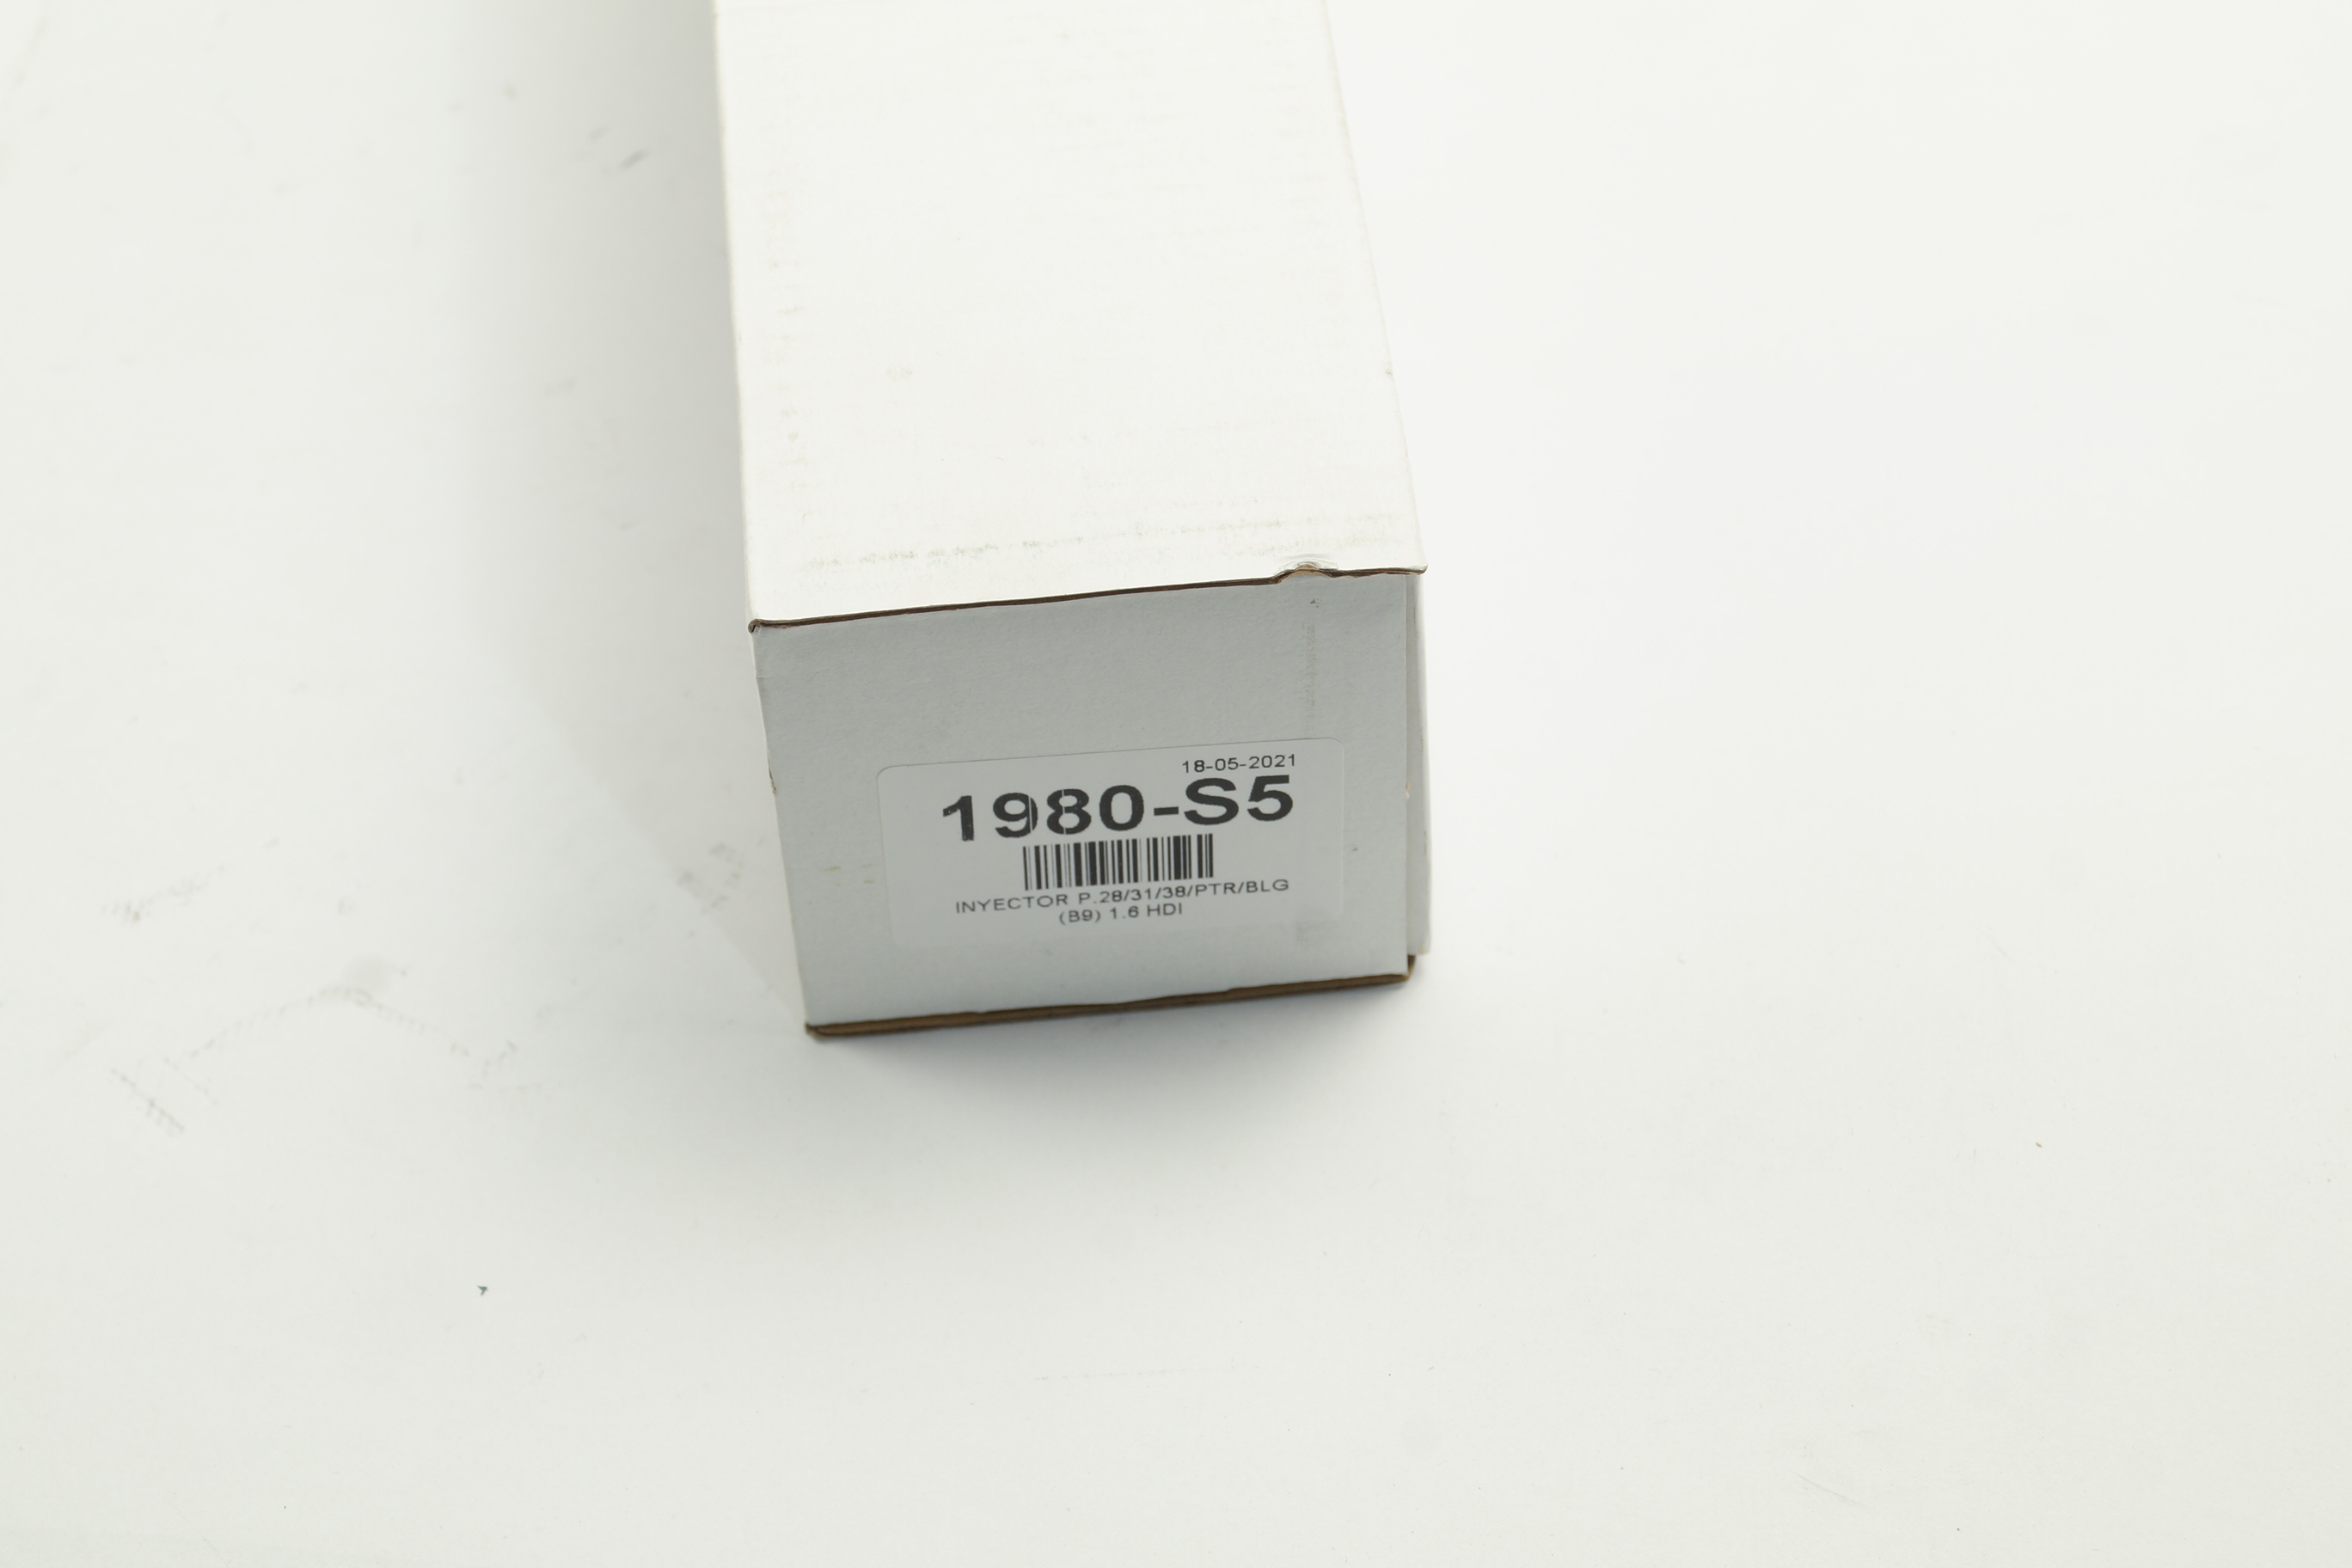 18-05-2021
1980-S5
INYECTOR P.28/31/38/PTR/BLG
(B9) 1.6 HDI